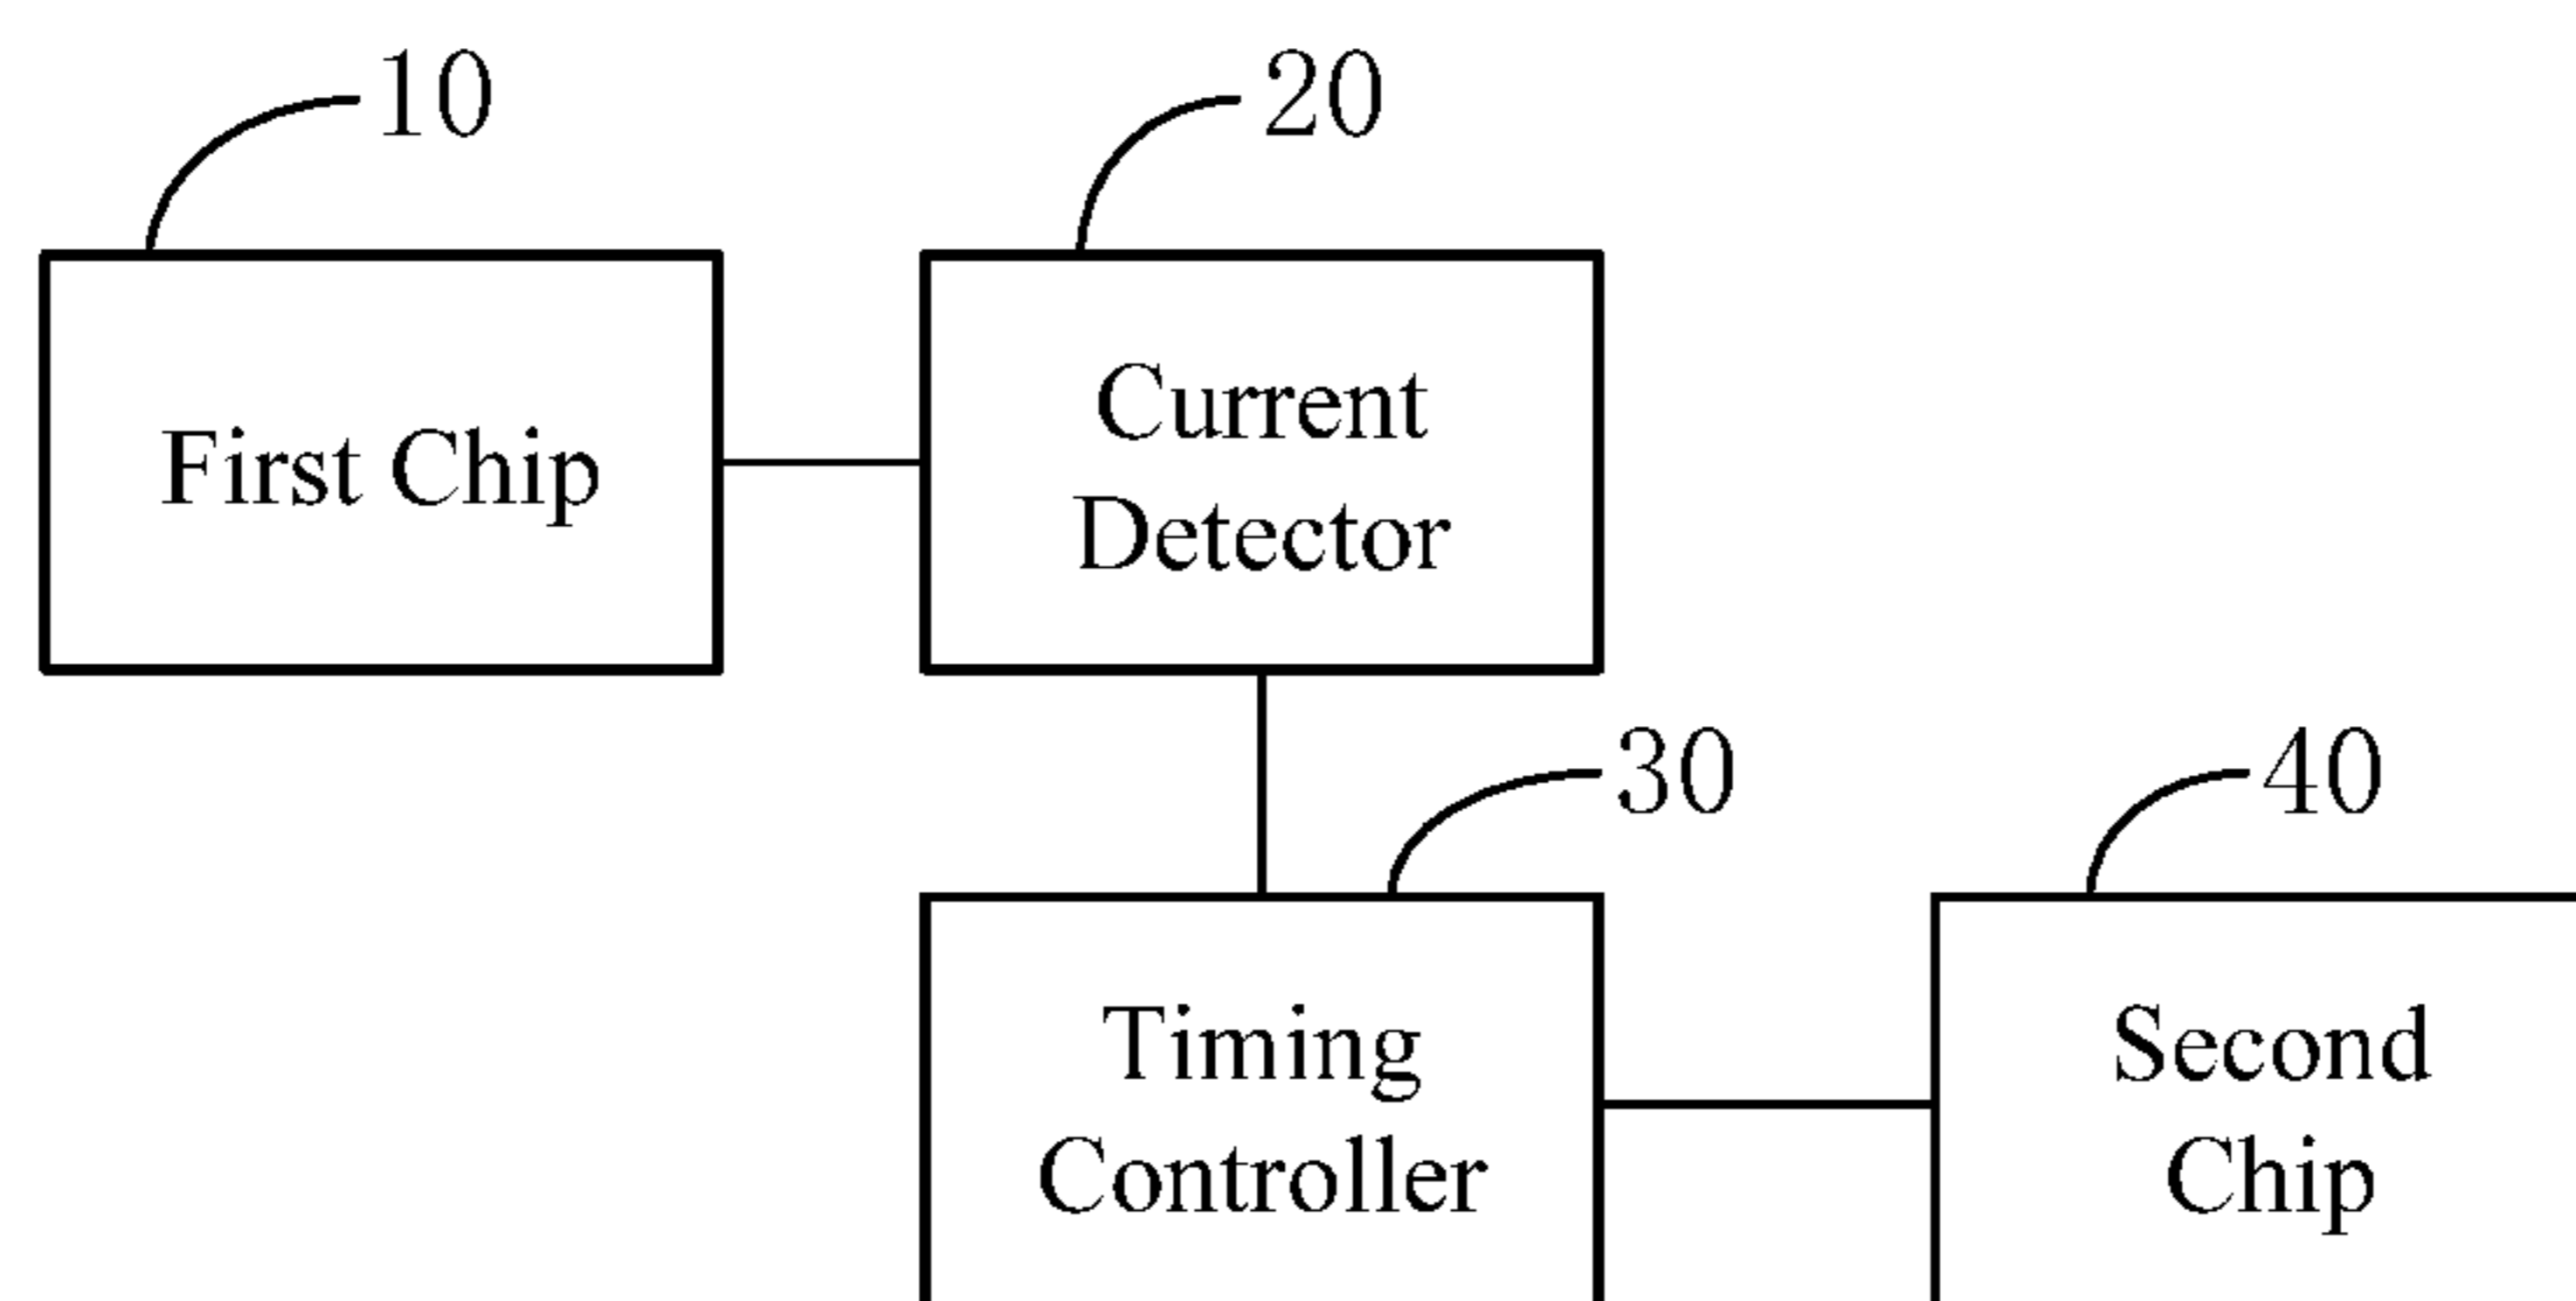 10
20
First Chip
Current
Detector
30
40
Timing
Controller
Second
Chip